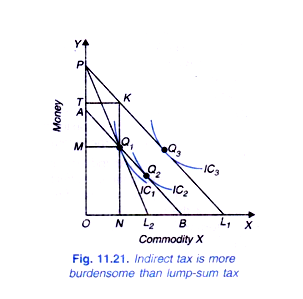 Y
P
T
K
A
Money
M
Q1
Q3
Q2
IC3
IC1
IC2
O
N
L2
B
L1
X
Commodity X
Fig. 11.21. Indirect tax is more
burdensome than lump-sum tax